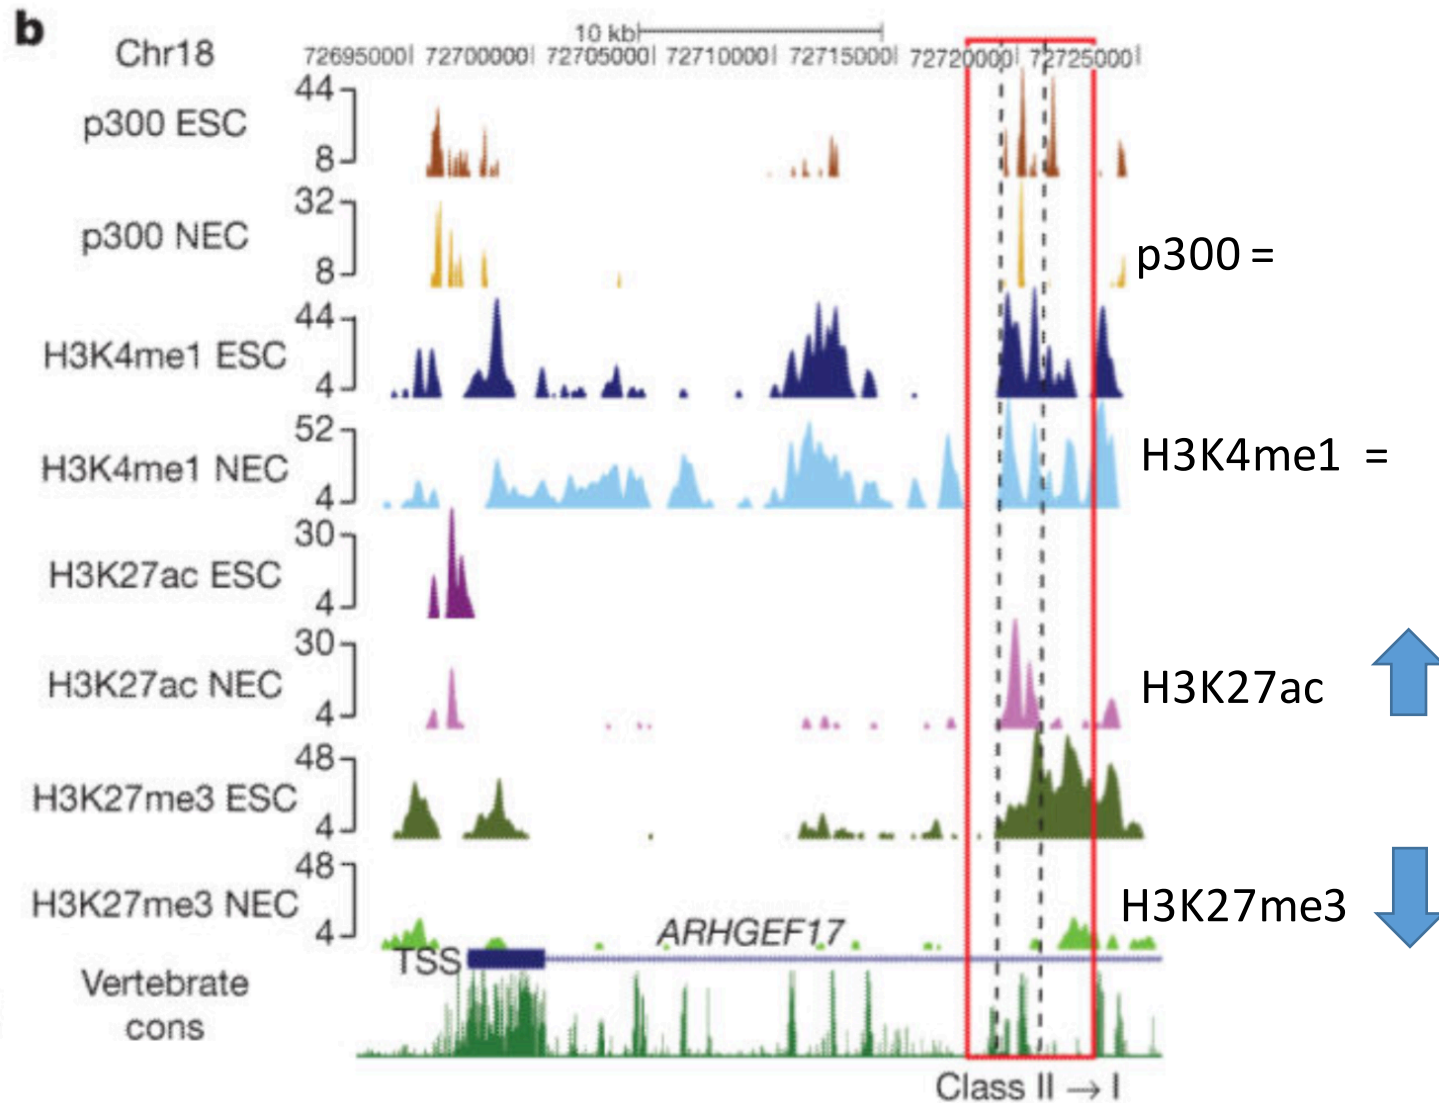 b
10 kb
Chr18
72695000 72700000 72705000 72710000 72715000 72720000 72725000
44
p300 ESC
8
32
p300 NEC
8
p300 =
44
H3K4me1 ESC
4
52
H3K4me1 NEC
4
H3K4me1 =
30
H3K27ac ESC
4
30
H3K27ac NEC
4
H3K27ac
48
H3K27me3 ESC
4
48
H3K27me3 NEC
4
H3K27me3
ARHGEF17
TSS
Vertebrate
cons
Class II → I